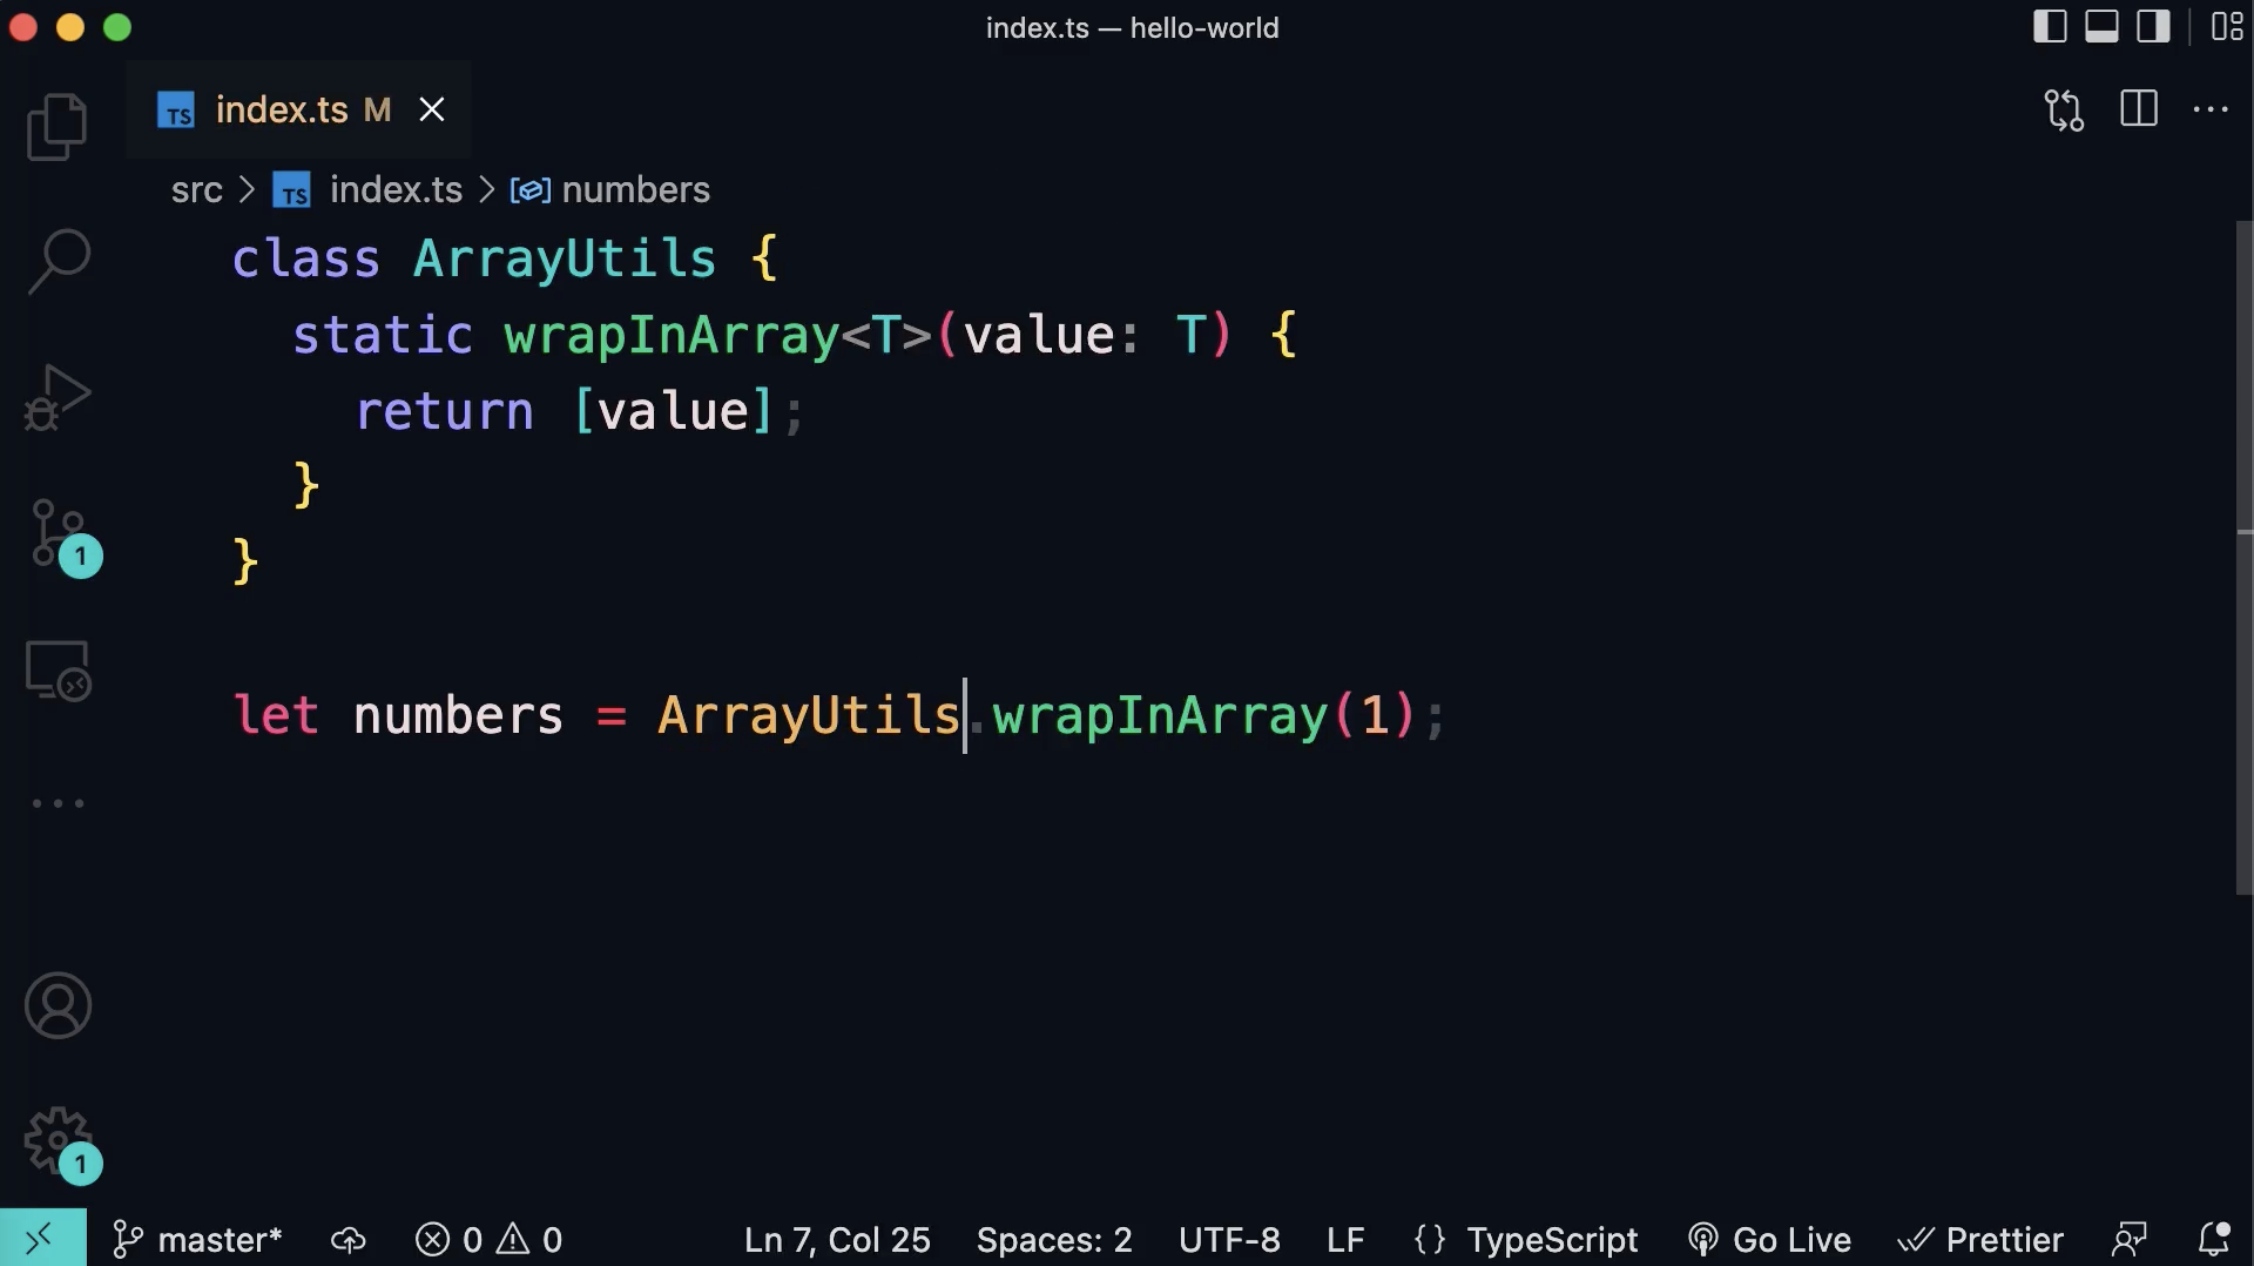 index.ts — hello-world
TS index.ts M
src > TS index.ts > numbers
class ArrayUtils {
static wrapInArray<T>(value: T) {
return [value];
}
}
let numbers = ArrayUtils.wrapInArray(1);
1
1
master* 0 0 Ln 7, Col 25 Spaces: 2 UTF-8 LF {} TypeScript Go Live Prettier